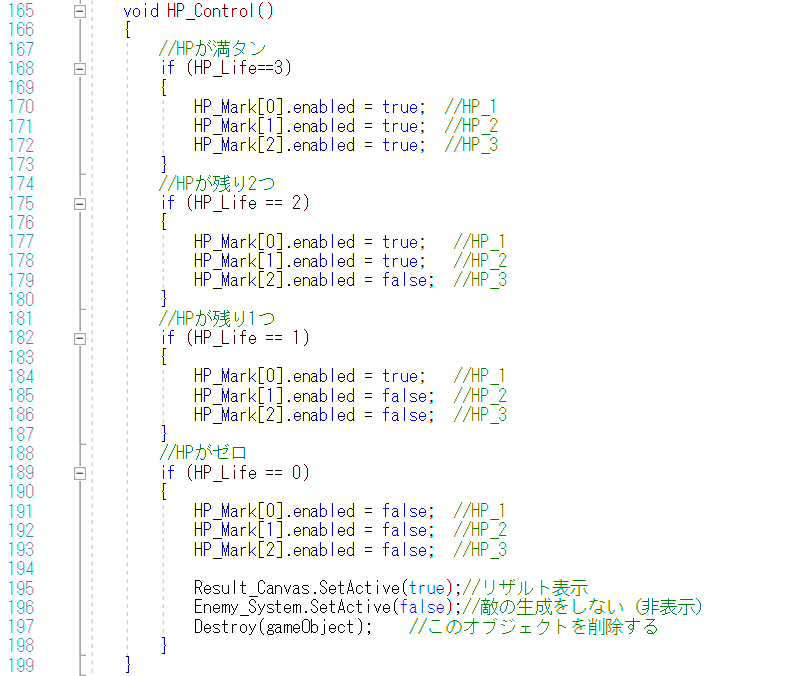 165 void HP_Control()
166 {
167 //HPが満タン
168 if (HP_Life==3)
169 {
170 HP_Mark[0].enabled = true; //HP_1
171 HP_Mark[1].enabled = true; //HP_2
172 HP_Mark[2].enabled = true; //HP_3
173 }
174 //HPが残り2つ
175 if (HP_Life == 2)
176 {
177 HP_Mark[0].enabled = true; //HP_1
178 HP_Mark[1].enabled = true; //HP_2
179 HP_Mark[2].enabled = false; //HP_3
180 }
181 //HPが残り1つ
182 if (HP_Life == 1)
183 {
184 HP_Mark[0].enabled = true; //HP_1
185 HP_Mark[1].enabled = false; //HP_2
186 HP_Mark[2].enabled = false; //HP_3
187 }
188 //HPがゼロ
189 if (HP_Life == 0)
190 {
191 HP_Mark[0].enabled = false; //HP_1
192 HP_Mark[1].enabled = false; //HP_2
193 HP_Mark[2].enabled = false; //HP_3
194
195 Result_Canvas.SetActive(true);//リザルト表示
196 Enemy_System.SetActive(false);//敵の生成をしない（非表示）
197 Destroy(gameObject); //このオブジェクトを削除する
198 }
199 }